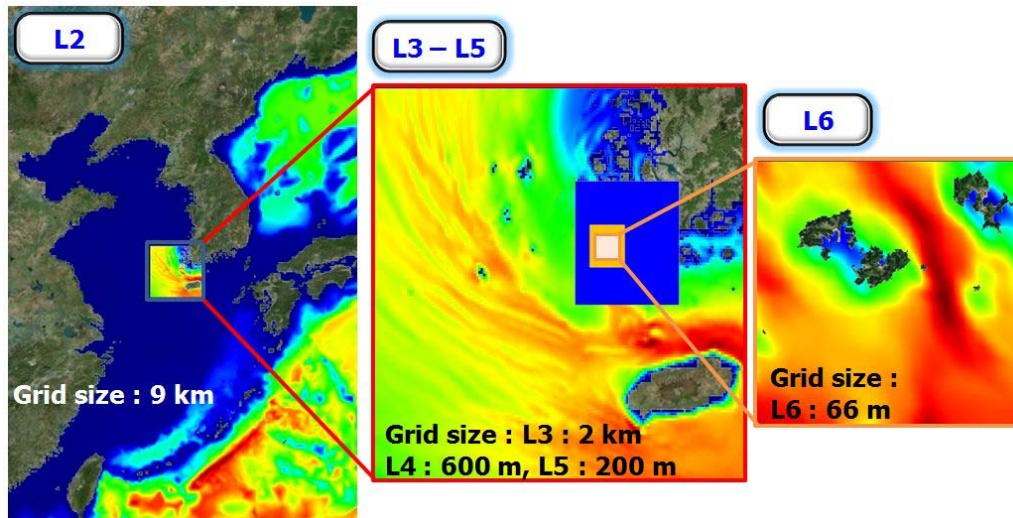 L2
Grid size : 9 km
L3 – L5
Grid size : L3 : 2 km
L4 : 600 m, L5 : 200 m
L6
Grid size :
L6 : 66 m